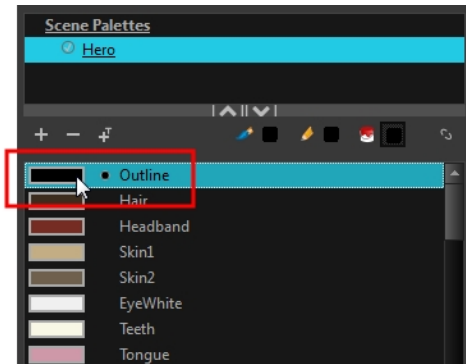 Scene Palettes
Hero
Outline
Hair
Headband
Skin1
Skin2
EyeWhite
Teeth
Tongue